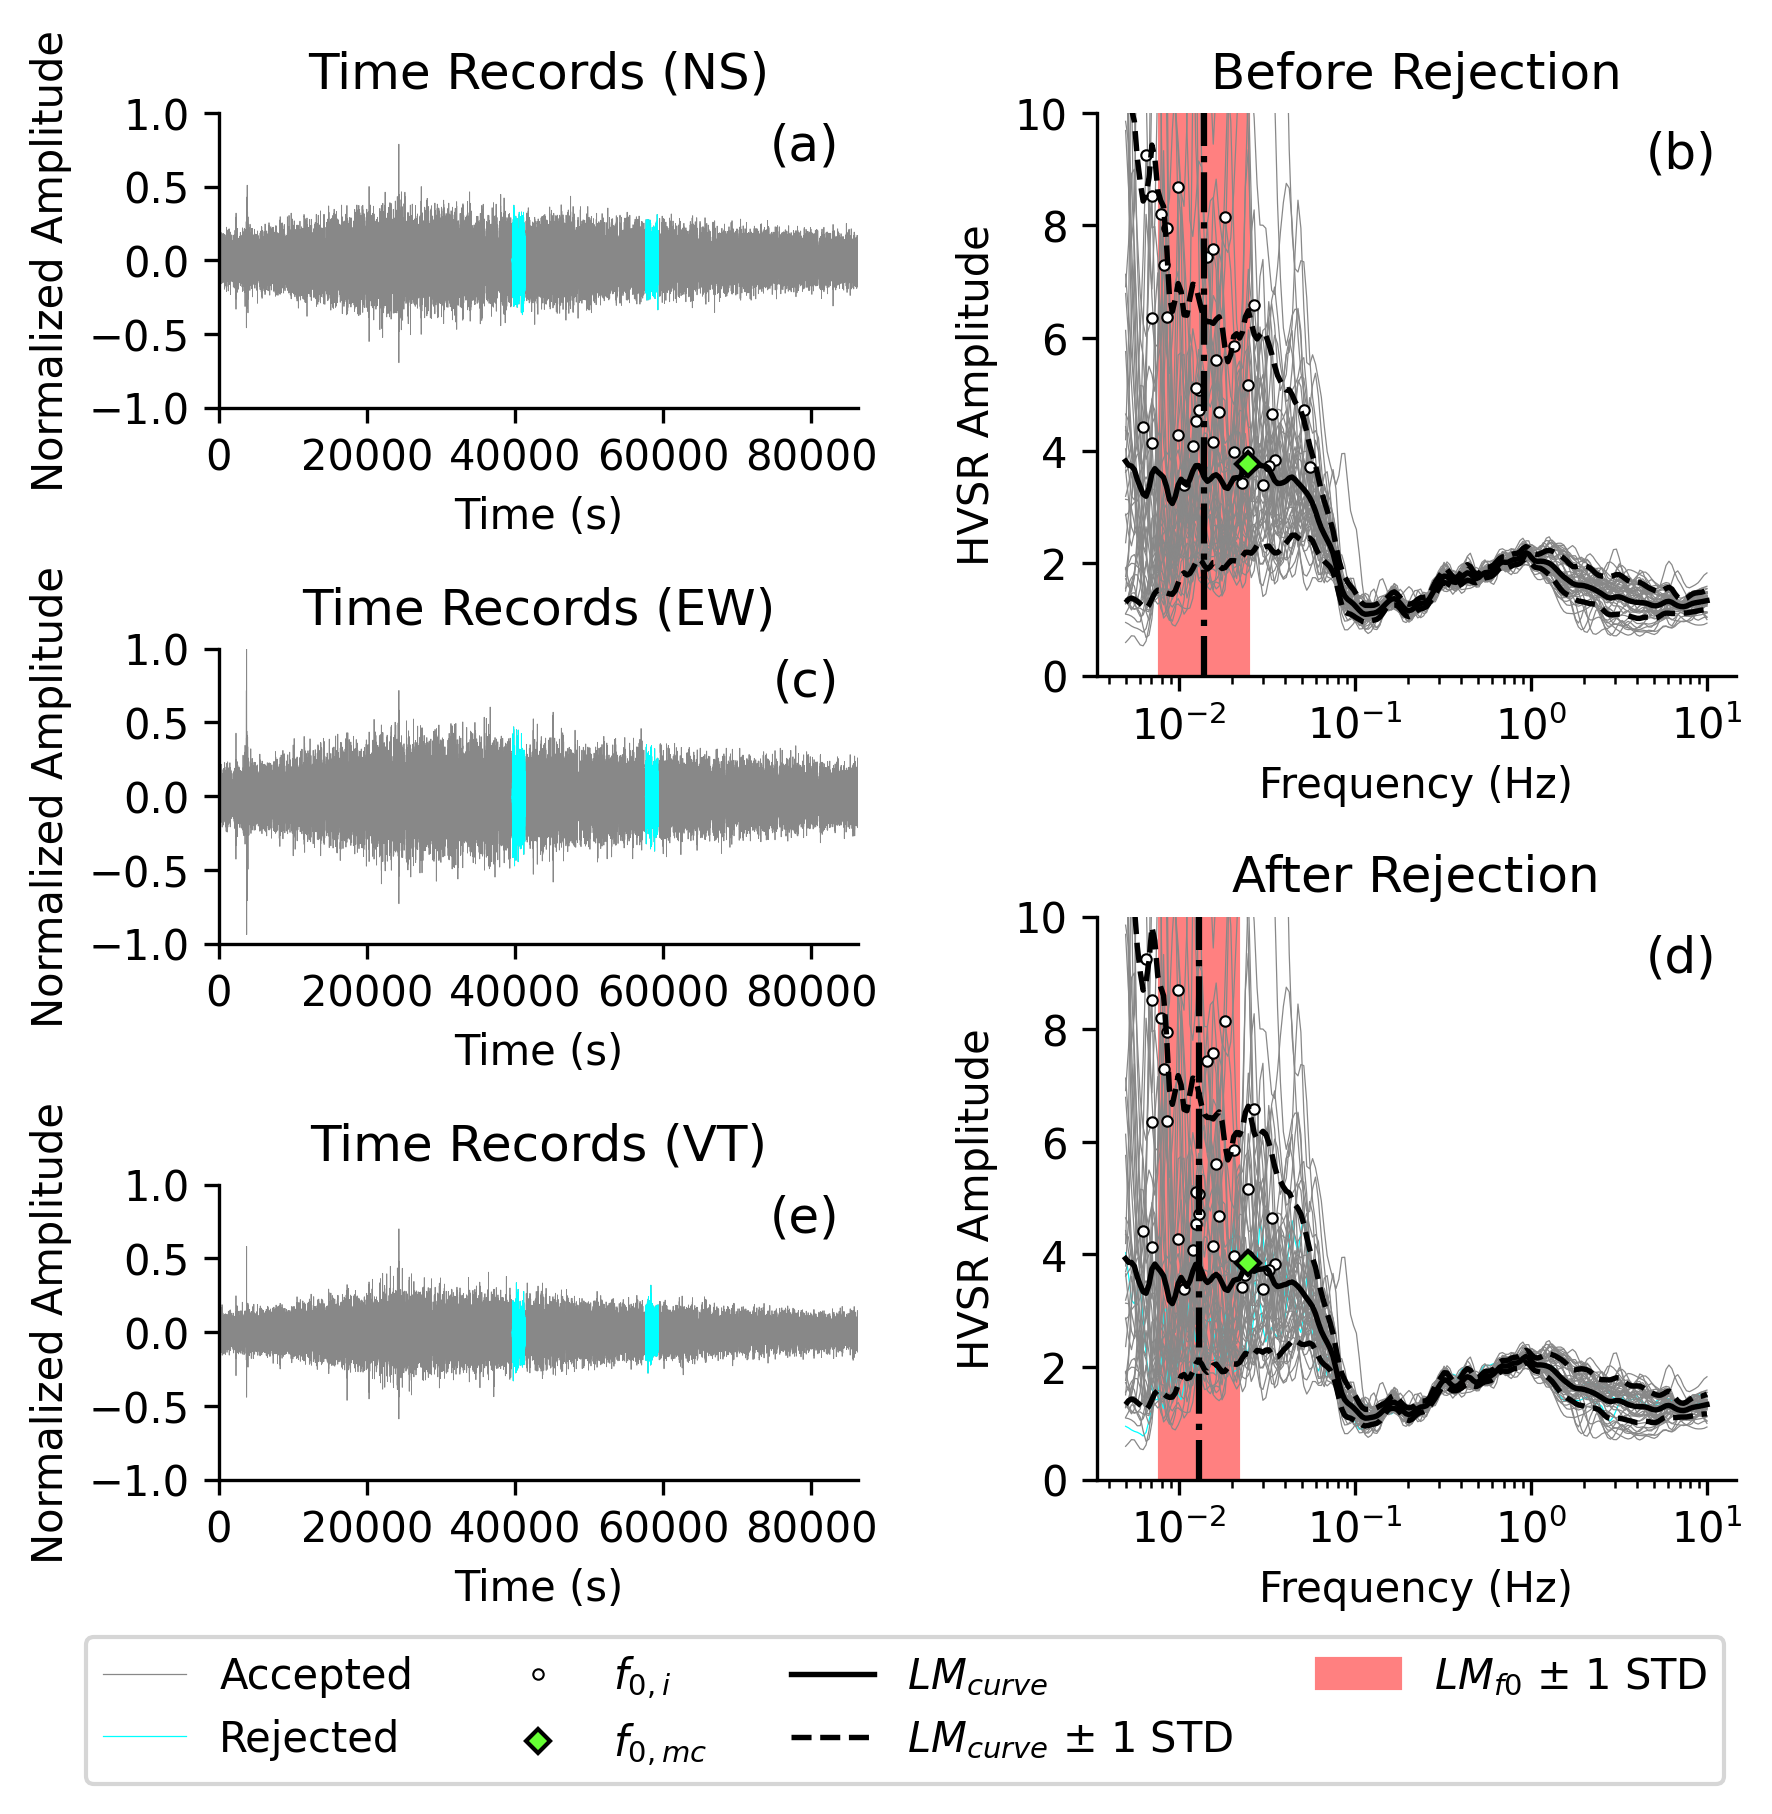 Time Records (NS)
Normalized Amplitude
1.0
0.5
0.0
−0.5
−1.0
(a)
0 20000 40000 60000 80000
Time (s)
Before Rejection
HVSR Amplitude
10
8
6
4
2
0
(b)
10−2 10−1 100 101
Frequency (Hz)
Time Records (EW)
Normalized Amplitude
1.0
0.5
0.0
−0.5
−1.0
(c)
0 20000 40000 60000 80000
Time (s)
After Rejection
HVSR Amplitude
10
8
6
4
2
0
(d)
10−2 10−1 100 101
Frequency (Hz)
Time Records (VT)
Normalized Amplitude
1.0
0.5
0.0
−0.5
−1.0
(e)
0 20000 40000 60000 80000
Time (s)
Accepted
Rejected
f0,i
f0,mc
LMcurve
LMcurve ± 1 STD
LMf0 ± 1 STD